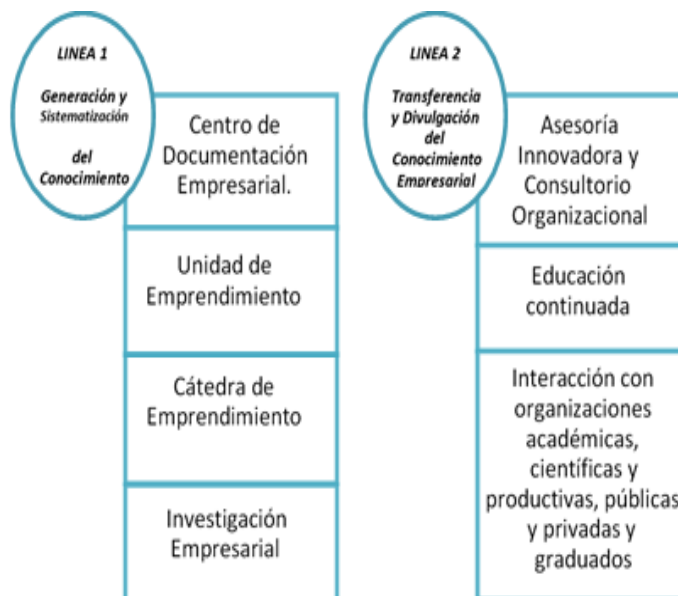 LINEA 1
Generación y
Sistematización
del
Conocimiento
Centro de
Documentación
Empresarial.
Unidad de
Emprendimiento
Cátedra de
Emprendimiento
Investigación
Empresarial
LINEA 2
Transferencia
y Divulgación
del
Conocimiento
Empresarial
Asesoría
Innovadora y
Consultorio
Organizacional
Educación
continuada
Interacción con
organizaciones
académicas,
científicas y
productivas, públicas
y privadas y
graduados